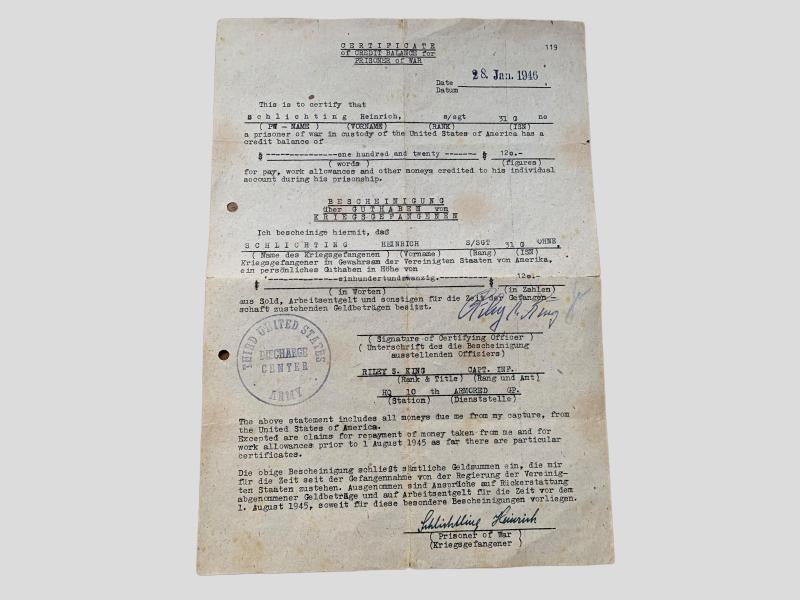 CERTIFICATE 119
of CREDIT BALANCE for
PRISONER of WAR
Date 28. Jan. 1946
Datum
This is to certify that
schlichting Heinrich, s/sgt 31 G no
( PW - NAME ) (VORNAME) (RANK) (ISN)
a prisoner of war in custody of the United States of America has a
credit balance of
$ ---------------one hundred and twenty ------- $ 12o.-
( words ) (figures)
for pay, work allowances and other moneys credited to his individual
account during his prisonship.
BESCHEINIGUNG
über GUTHABEN von
KRIEGSGEFANGENEN
Ich bescheinige hiermit, daß
SCHLICHTING HEINRICH S/SGT 31 G OHNE,
( Name des Kriegsgefangenen ) (Vorname) (Rang) (ISN)
Kriegsgefangener im Gewahrsam der Vereinigten Staaten von Amerika,
ein persönliches Guthaben in Höhe von
$ ---------------einhundertundzwanzig.--------------- $ 12o.-
( in Worten ) (in Zahlen)
aus Sold, Arbeitsentgelt und sonstigen für die Zeit der Gefangen -
schaft zustehenden Geldbeträgen besitzt.
Riley S. King
( Signature of Certifying Officer )
( Unterschrift des die Bescheinigung
ausstellenden Offiziers)
THIRD UNITED STATES
DISCHARGE
CENTER
ARMY
RILEY S. KING CAPT. INF.
(Rank & Title) (Rang und Amt)
HQ 10 th ARMORED GP.
(Station) (Dienststelle)
The above statement includes all moneys due me from my capture, from
the United States of America.
Excepted are claims for repayment of money taken from me and for
work allowances prior to 1 August 1945 as far there are particular
certificates.
Die obige Bescheinigung schließt sämtliche Geldsummen ein, die mir
für die Zeit seit der Gefangennahme von der Regierung der Vereinig-
ten Staaten zustehen. Ausgenommen sind Ansprüche auf Rückerstattung
abgenommener Geldbeträge und auf Arbeitsentgelt für die Zeit vor dem
1. August 1945, soweit für diese besondere Bescheinigungen vorliegen.
Schlichtling Heinrich
( Prisoner of War )
(Kriegsgefangener )